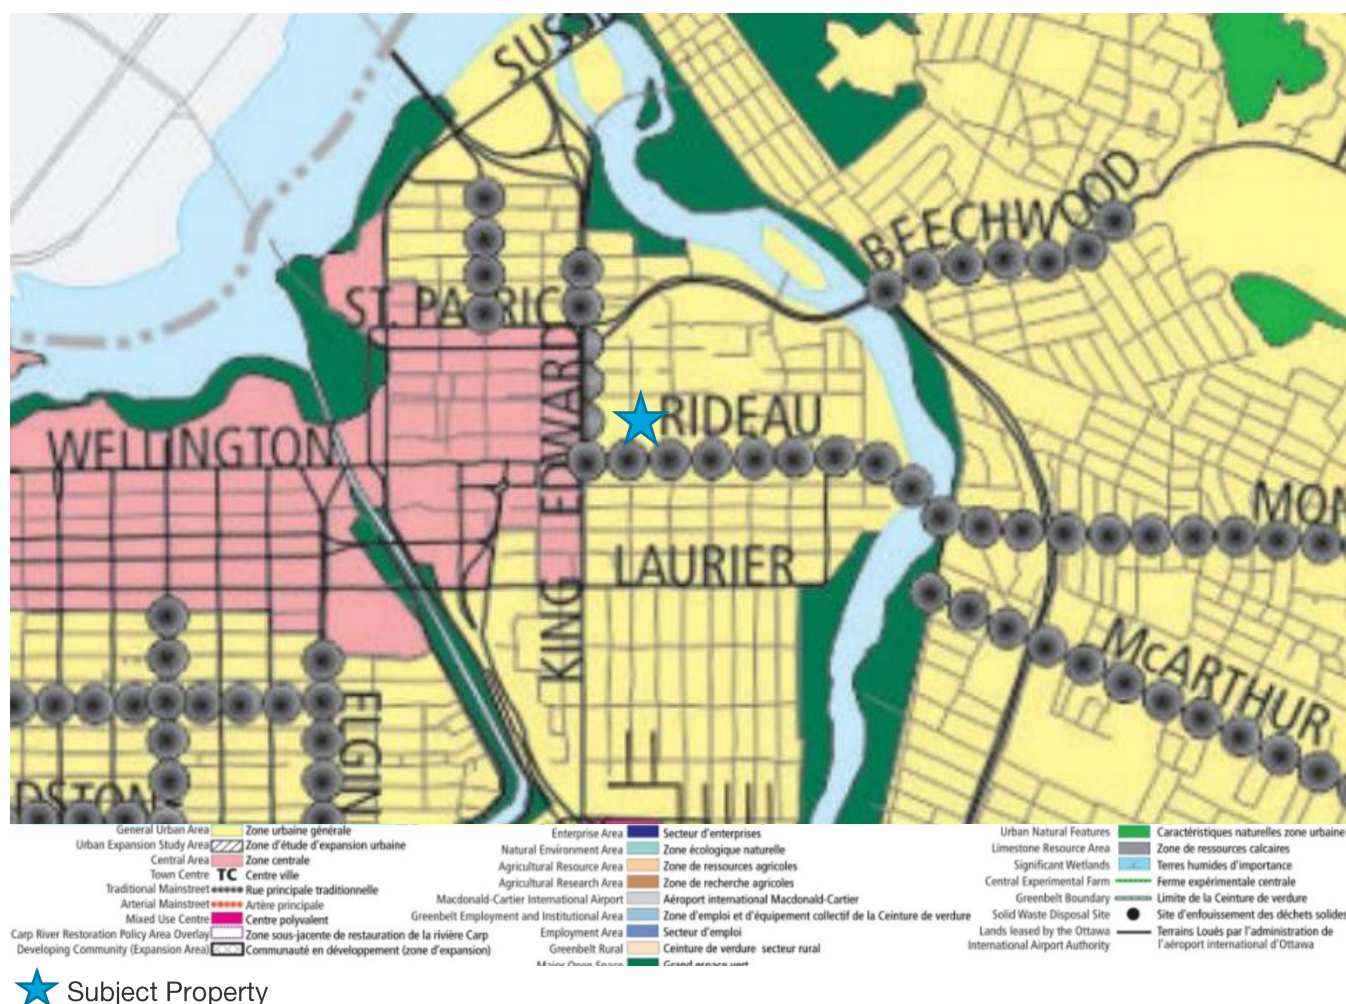 SUSSE
BEECHWOOD
ST. PATRIC
EDWARD
RIDEAU
WELLINGTON
MON
LAURIER
KING
McARTHUR
ELGIN
DSTON
General Urban Area Zone urbaine générale
Urban Expansion Study Area Zone d'étude d'expansion urbaine
Central Area Zone centrale
Town Centre TC Centre ville
Traditional Mainstreet Rue principale traditionnelle
Arterial Mainstreet Artère principale
Mixed Use Centre Centre polyvalent
Carp River Restoration Policy Area Overlay Zone sous-jacente de restauration de la rivière Carp
Developing Community (Expansion Area) Communauté en développement (zone d'expansion)
Enterprise Area Secteur d'entreprises
Natural Environment Area Zone écologique naturelle
Agricultural Resource Area Zone de ressources agricoles
Agricultural Research Area Zone de recherche agricoles
Macdonald-Cartier International Airport Aéroport international Macdonald-Cartier
Greenbelt Employment and Institutional Area Zone d'emploi et d'équipement collectif de la Ceinture de verdure
Employment Area Secteur d'emploi
Greenbelt Rural Ceinture de verdure secteur rural
Major Open Space Grand espace vert
Urban Natural Features Caractéristiques naturelles zone urbaine
Limestone Resource Area Zone de ressources calcaires
Significant Wetlands Terres humides d'importance
Central Experimental Farm Ferme expérimentale centrale
Greenbelt Boundary Limite de la Ceinture de verdure
Solid Waste Disposal Site Site d'enfouissement des déchets solides
Lands leased by the Ottawa Terrains Loués par l'administration de
International Airport Authority l'aéroport international d'Ottawa
Subject Property